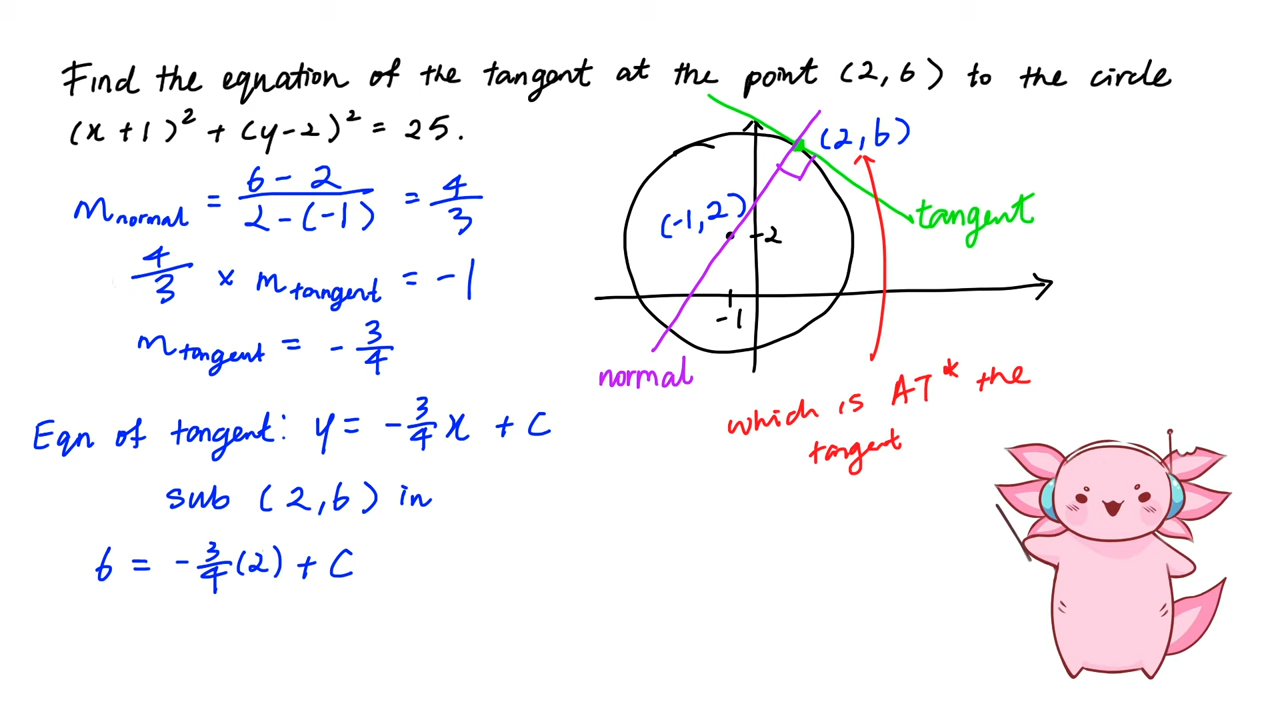 Find the equation of the tangent at the point (2,6) to the circle
(x+1)² + (y-2)² = 25.
m normal = 6-2 / 2-(-1) = 4/3
4/3 × m tangent = -1
m tangent = -3/4
Eqn of tangent: y = -3/4 x + C
sub (2,6) in
6 = -3/4 (2) + C
(2,6)
tangent
(-1,2)
2
-1
normal
which is AT* the
tangent